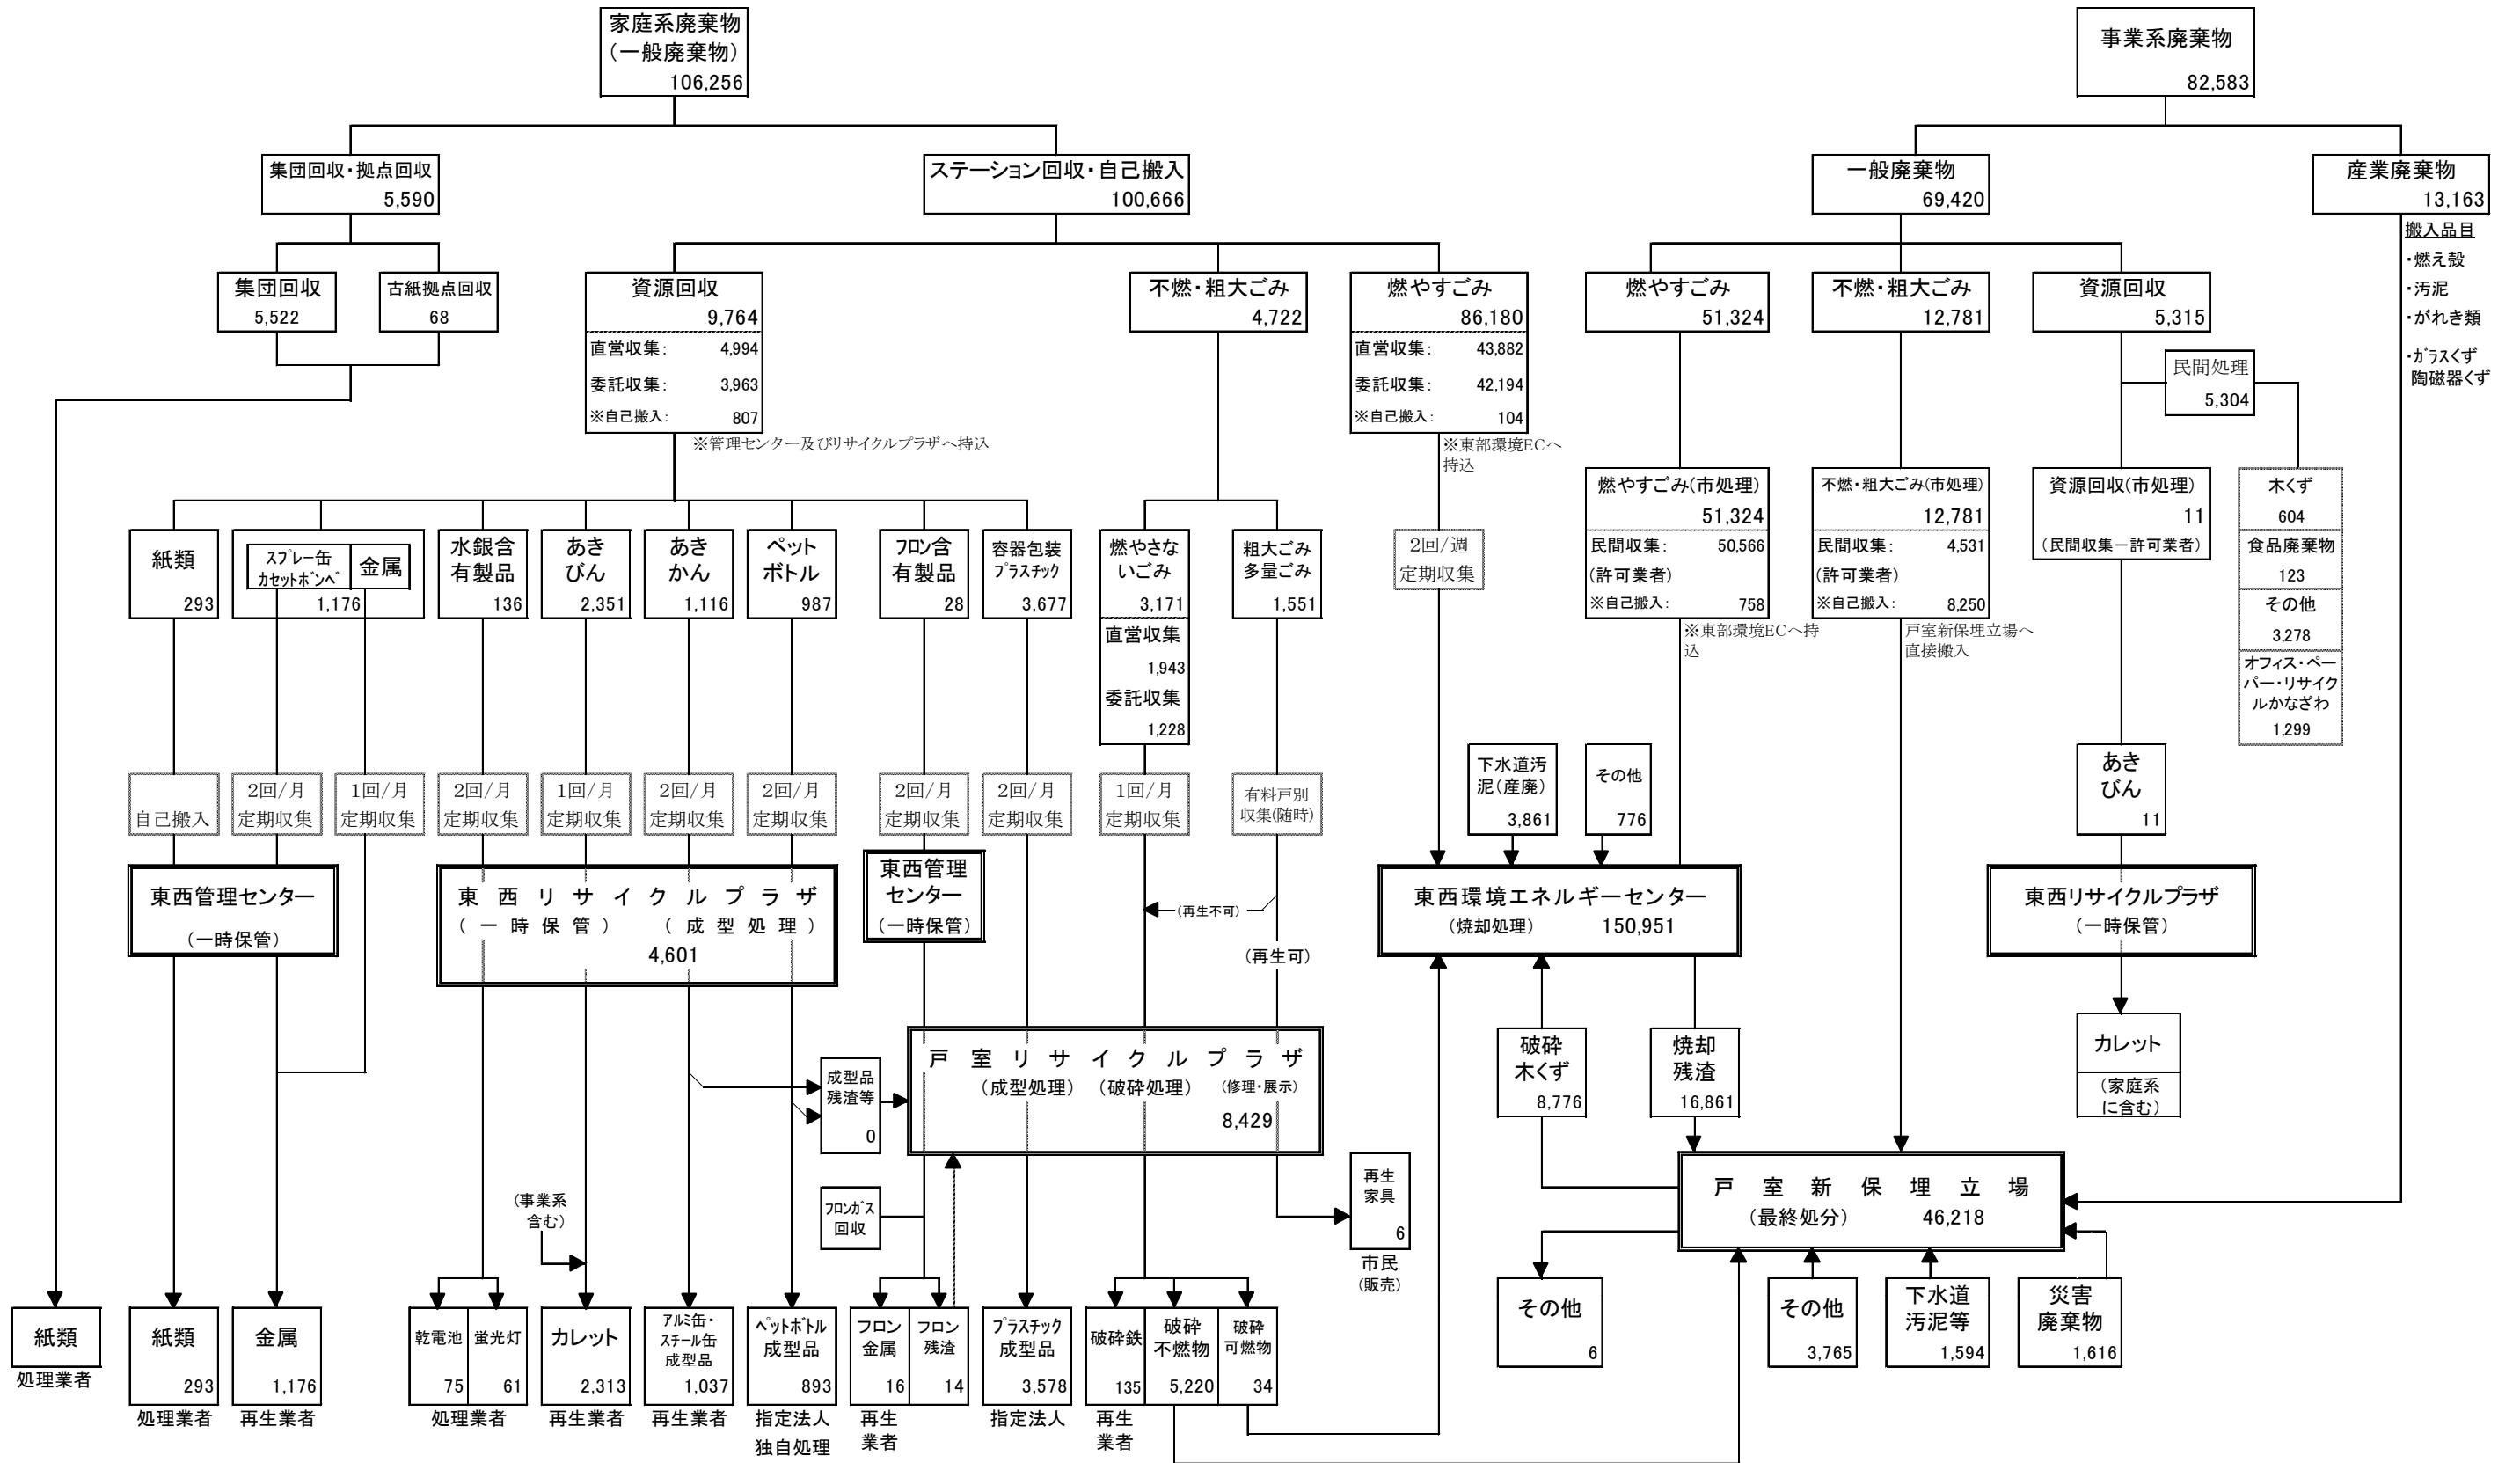 家庭系廃棄物
(一般廃棄物)
106,256
事業系廃棄物
82,583
集団回収・拠点回収
5,590
ステーション回収・自己搬入
100,666
一般廃棄物
69,420
産業廃棄物
13,163
搬入品目
・燃え殻
・汚泥
・がれき類
・ガラスくず
陶磁器くず
集団回収
5,522
古紙拠点回収
68
資源回収
9,764
直営収集: 4,994
委託収集: 3,963
※自己搬入: 807
※管理センター及びリサイクルプラザへ持込
不燃・粗大ごみ
4,722
燃やすごみ
86,180
直営収集: 43,882
委託収集: 42,194
※自己搬入: 104
※東部環境ECへ
持込
燃やすごみ
51,324
不燃・粗大ごみ
12,781
資源回収
5,315
民間処理
5,304
燃やすごみ(市処理)
51,324
民間収集: 50,566
(許可業者)
※自己搬入: 758
※東部環境ECへ持
込
不燃・粗大ごみ(市処理)
12,781
民間収集: 4,531
(許可業者)
※自己搬入: 8,250
戸室新保埋立場へ
直接搬入
資源回収(市処理)
11
(民間収集－許可業者)
木くず
604
食品廃棄物
123
その他
3,278
オフィス・ペー
パー・リサイク
ルかなざわ
1,299
紙類
293
スプレー缶
カセットボンベ
金属
1,176
水銀含
有製品
136
あき
びん
2,351
あき
かん
1,116
ペット
ボトル
987
フロン含
有製品
28
容器包装
プラスチック
3,677
燃やさな
いごみ
3,171
直営収集
1,943
委託収集
1,228
粗大ごみ
多量ごみ
1,551
2回/週
定期収集
自己搬入
2回/月
定期収集
1回/月
定期収集
2回/月
定期収集
1回/月
定期収集
2回/月
定期収集
2回/月
定期収集
2回/月
定期収集
2回/月
定期収集
1回/月
定期収集
有料戸別
収集(随時)
下水道汚
泥(産廃)
3,861
その他
776
あき
びん
11
東西管理センター
(一時保管)
東西リサイクルプラザ
(一時保管) (成型処理)
4,601
東西管理
センター
(一時保管)
(再生不可)
(再生可)
東西環境エネルギーセンター
(焼却処理) 150,951
東西リサイクルプラザ
(一時保管)
カレット
(家庭系
に含む)
成型品
残渣等
0
戸室リサイクルプラザ
(成型処理) (破砕処理) (修理・展示)
8,429
破砕
木くず
8,776
焼却
残渣
16,861
フロンガス
回収
再生
家具
6
市民
(販売)
戸室新保埋立場
(最終処分) 46,218
(事業系
含む)
紙類
処理業者
紙類
293
処理業者
金属
1,176
再生業者
乾電池
75
蛍光灯
61
処理業者
カレット
2,313
再生業者
アルミ缶・
スチール缶
成型品
1,037
再生業者
ペットボトル
成型品
893
指定法人
独自処理
フロン
金属
16
フロン
残渣
14
再生
業者
プラスチック
成型品
3,578
指定法人
破砕鉄
135
破砕
不燃物
5,220
破砕
可燃物
34
再生
業者
その他
6
その他
3,765
下水道
汚泥等
1,594
災害
廃棄物
1,616